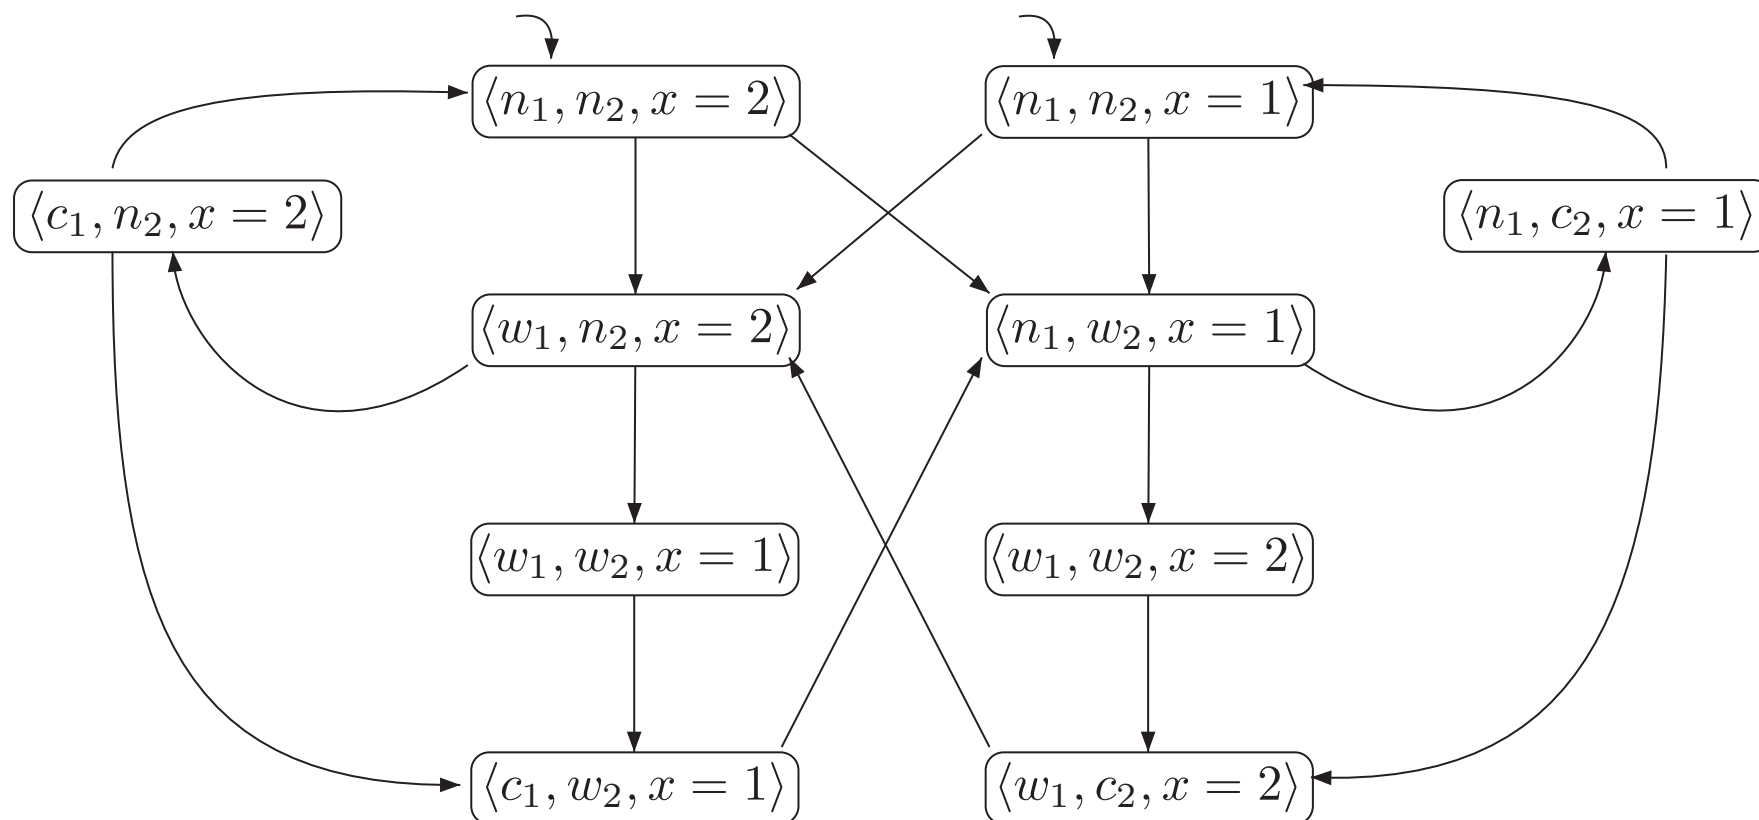 ⟨n₁, n₂, x = 2⟩ ⟨n₁, n₂, x = 1⟩
⟨c₁, n₂, x = 2⟩ ⟨n₁, c₂, x = 1⟩
⟨w₁, n₂, x = 2⟩ ⟨n₁, w₂, x = 1⟩
⟨w₁, w₂, x = 1⟩ ⟨w₁, w₂, x = 2⟩
⟨c₁, w₂, x = 1⟩ ⟨w₁, c₂, x = 2⟩